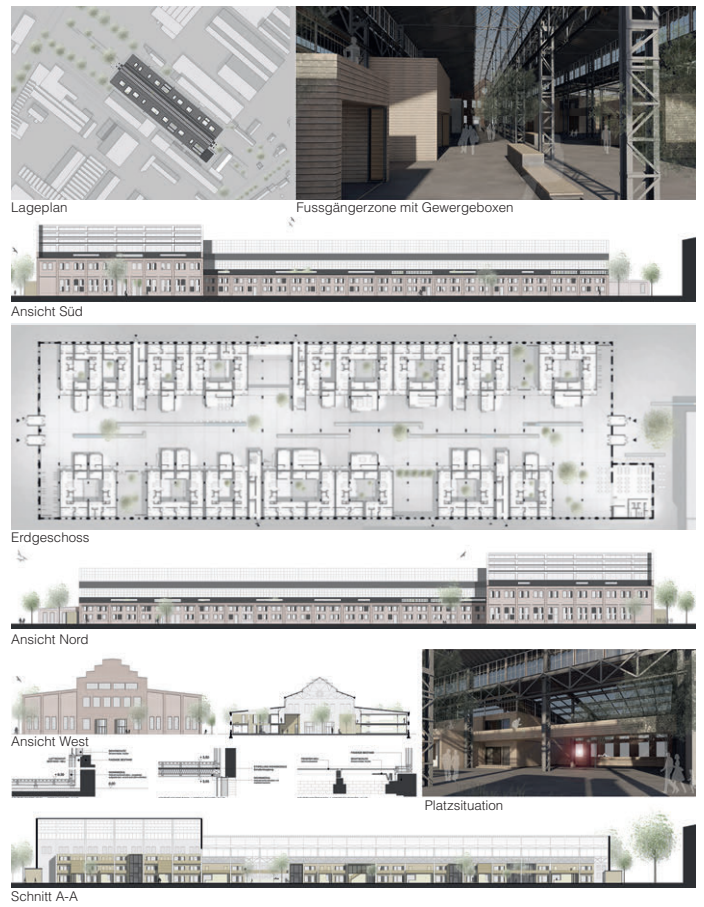 Lageplan
Fussgängerzone mit Gewergeboxen
Ansicht Süd
Erdgeschoss
Ansicht Nord
Ansicht West
Platzsituation
Schnitt A-A